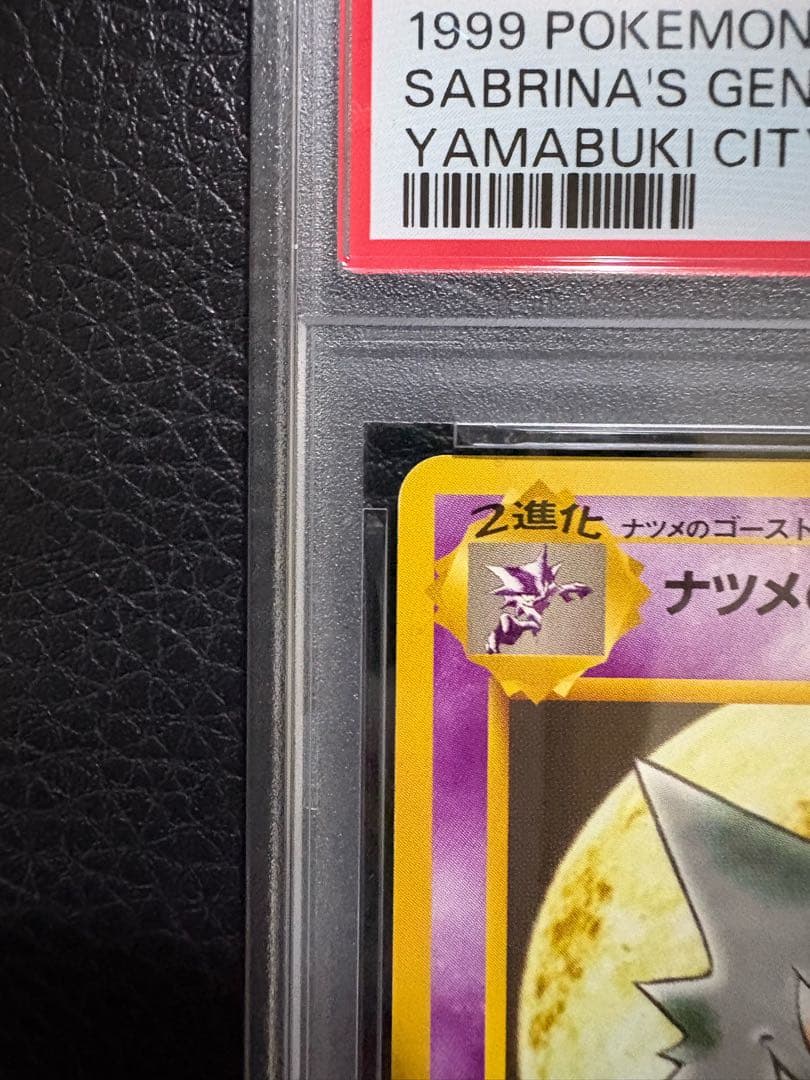 1999 POKEMON
SABRINA'S GEN
YAMABUKI CITY
2進化
ナツメのゴースト
ナツメの